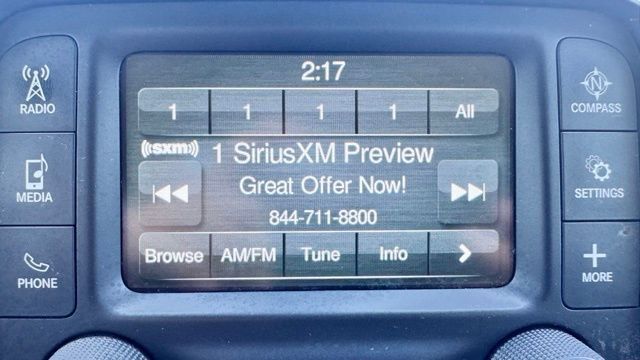 2:17
1 1 1 1 All
((sxm)) 1 SiriusXM Preview
Great Offer Now!
844-711-8800
Browse AM/FM Tune Info >
RADIO
MEDIA
PHONE
N
COMPASS
SETTINGS
+
MORE